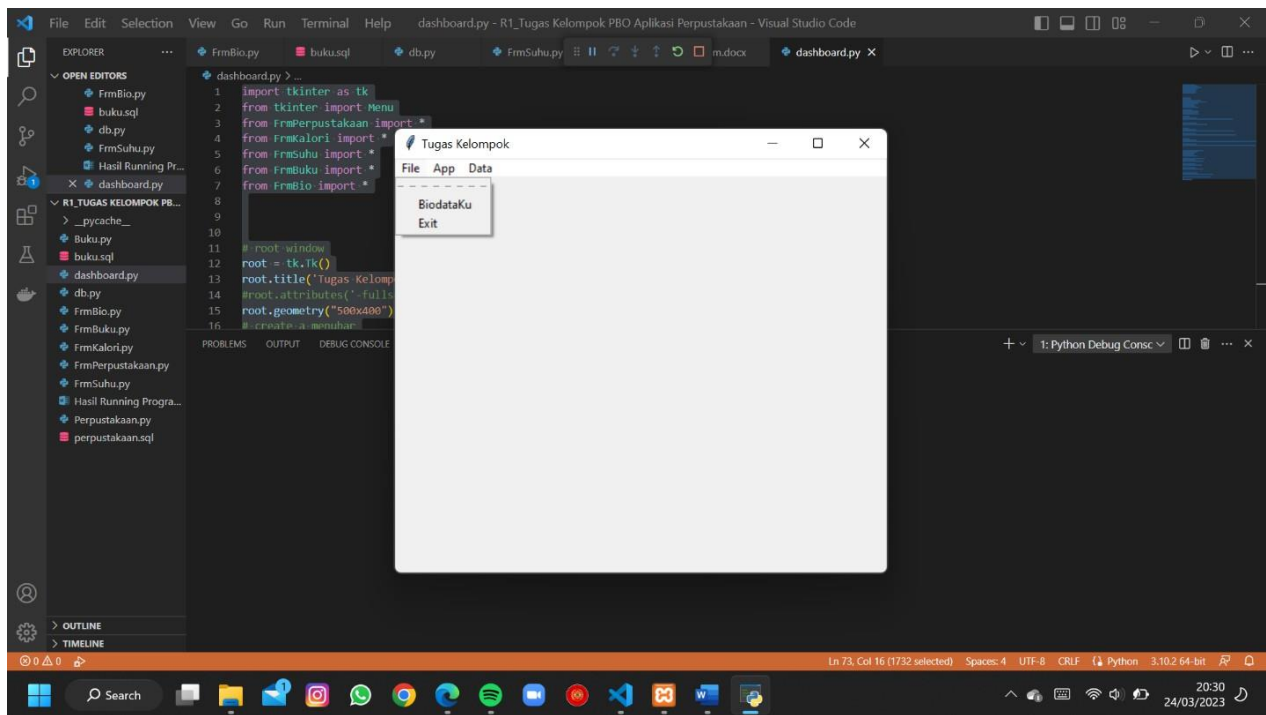 File Edit Selection View Go Run Terminal Help dashboard.py - R1_Tugas Kelompok PBO Aplikasi Perpustakaan - Visual Studio Code
EXPLORER
FrmBio.py buku.sql db.py FrmSuhu.py m.docx dashboard.py
OPEN EDITORS
FrmBio.py
buku.sql
db.py
FrmSuhu.py
Hasil Running Pr...
dashboard.py
R1_TUGAS KELOMPOK PB...
__pycache__
Buku.py
buku.sql
dashboard.py
db.py
FrmBio.py
FrmBuku.py
FrmKalori.py
FrmPerpustakaan.py
FrmSuhu.py
Hasil Running Progra...
Perpustakaan.py
perpustakaan.sql
OUTLINE
TIMELINE
dashboard.py > ...
1 import tkinter as tk
2 from tkinter import Menu
3 from FrmPerpustakaan import *
4 from FrmKalori import *
5 from FrmSuhu import *
6 from FrmBuku import *
7 from FrmBio import *
8
9
10
11 # root window
12 root = tk.Tk()
13 root.title('Tugas Kelomp
14 #root.attributes('-fulls
15 root.geometry("500x400")
16 # create a menubar
Tugas Kelompok
File App Data
BiodataKu
Exit
PROBLEMS OUTPUT DEBUG CONSOLE
1: Python Debug Consc
0 0
Ln 73, Col 16 (1732 selected) Spaces: 4 UTF-8 CRLF Python 3.10.2 64-bit
Search
20:30
24/03/2023